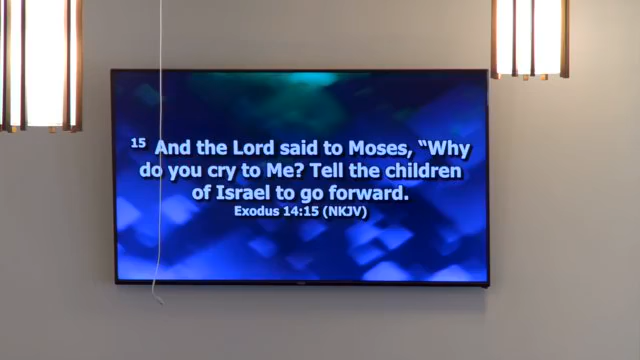 15 And the Lord said to Moses, “Why
do you cry to Me? Tell the children
of Israel to go forward.
Exodus 14:15 (NKJV)